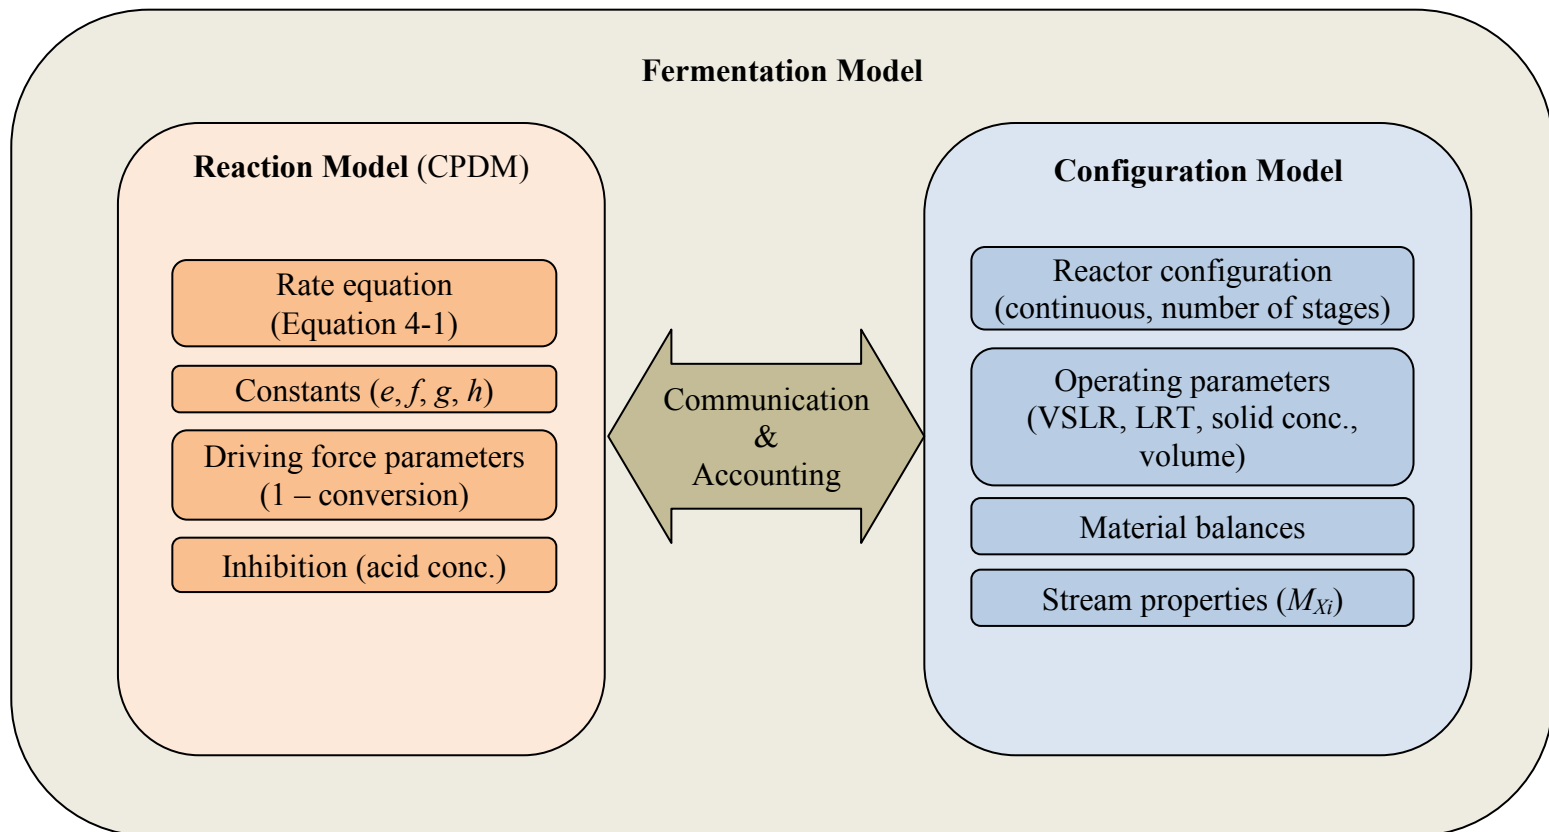 Fermentation Model
Reaction Model (CPDM)
Rate equation
(Equation 4-1)
Constants (e, f, g, h)
Driving force parameters
(1 – conversion)
Inhibition (acid conc.)
Communication
&
Accounting
Configuration Model
Reactor configuration
(continuous, number of stages)
Operating parameters
(VSLR, LRT, solid conc.,
volume)
Material balances
Stream properties (MXi)